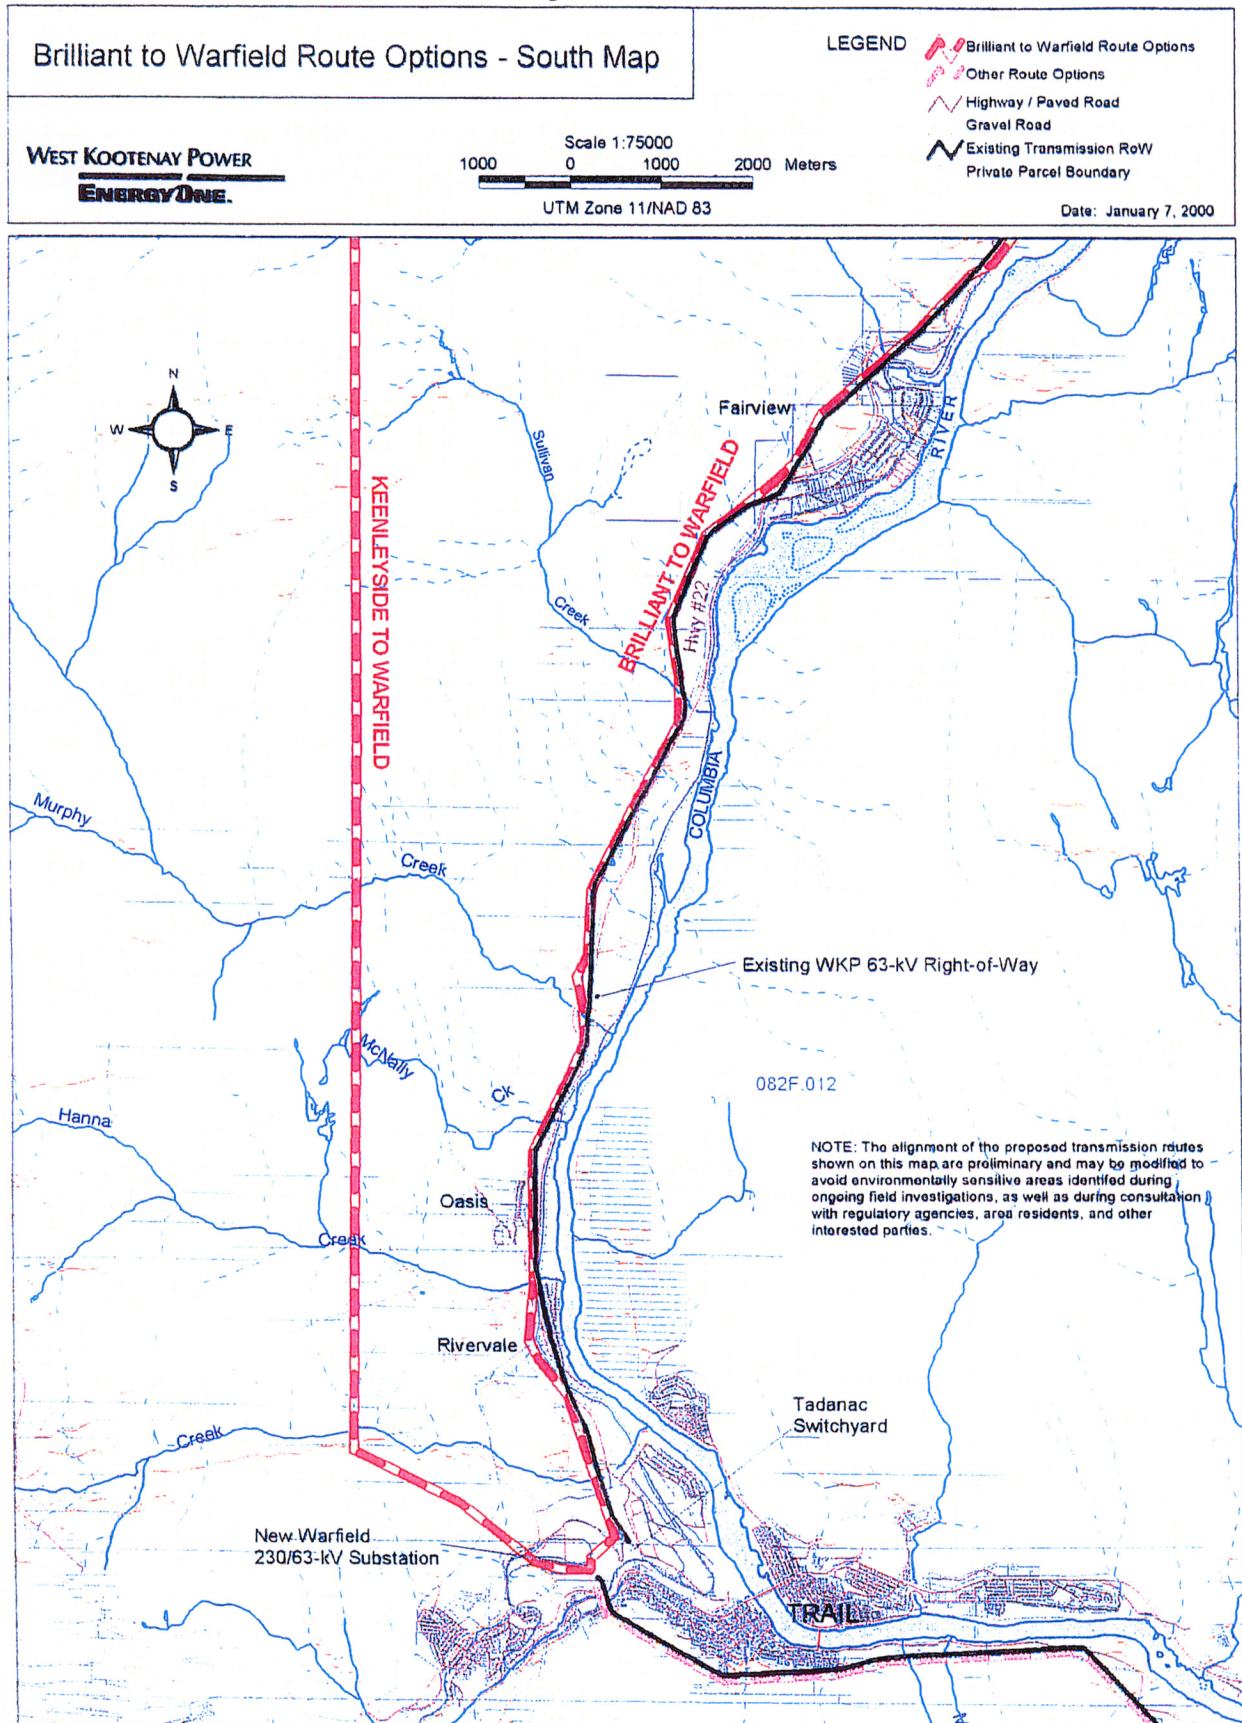 Brilliant to Warfield Route Options - South Map
WEST KOOTENAY POWER
ENERGYONE.
Scale 1:75000
1000 0 1000 2000 Meters
UTM Zone 11/NAD 83
LEGEND
Brilliant to Warfield Route Options
Other Route Options
Highway / Paved Road
Gravel Road
Existing Transmission RoW
Private Parcel Boundary
Date: January 7, 2000
N
W E
S
Fairview
RIVER
Sullivan
Creek
KEENLEYSIDE TO WARFIELD
BRILLIANT TO WARFIELD
Hwy #22
COLUMBIA
Murphy
Creek
Existing WKP 63-kV Right-of-Way
McNally
Ck
082F.012
Hanna
Creek
NOTE: The alignment of the proposed transmission routes
shown on this map are preliminary and may be modified to
avoid environmentally sensitive areas identifed during
ongoing field investigations, as well as during consultation
with regulatory agencies, area residents, and other
interested parties.
Oasis
Rivervale
Creek
Tadanac
Switchyard
New Warfield
230/63-kV Substation
TRAIL